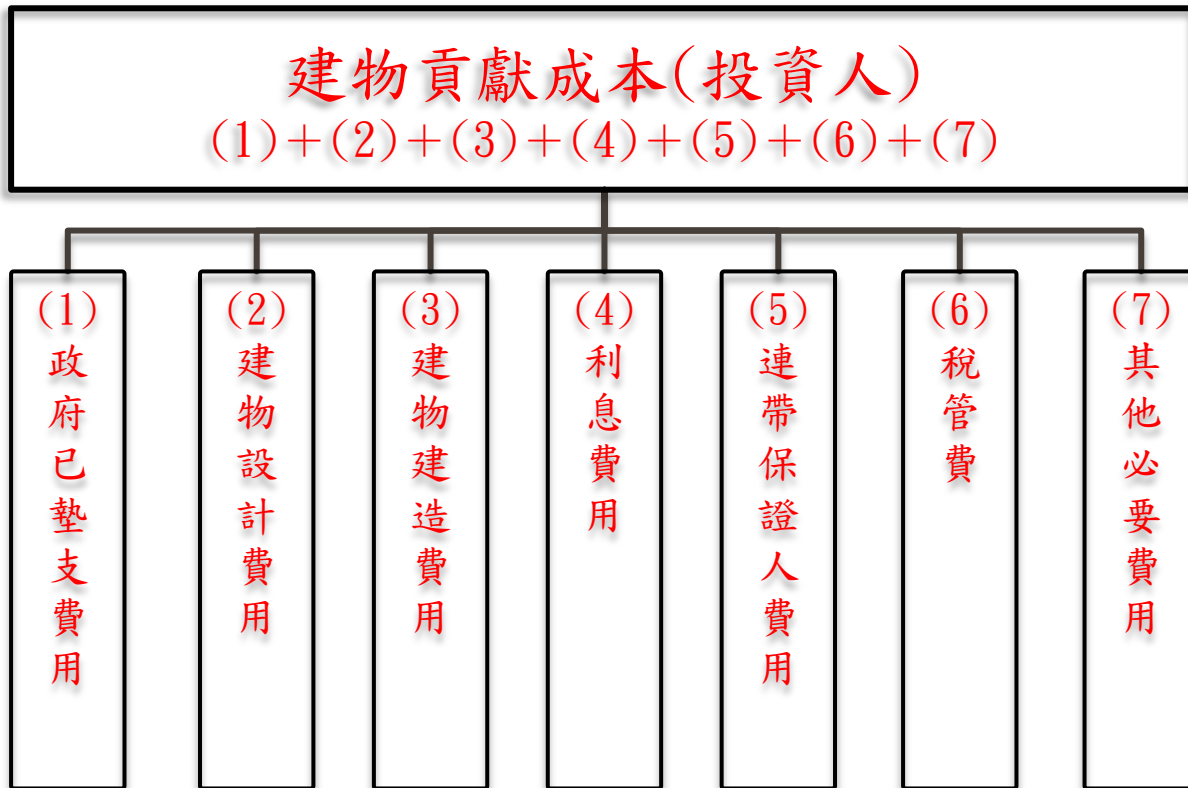 建物貢獻成本(投資人)
(1)+(2)+(3)+(4)+(5)+(6)+(7)
(1)
政府已墊支費用
(2)
建物設計費用
(3)
建物建造費用
(4)
利息費用
(5)
連帶保證人費用
(6)
稅管費
(7)
其他必要費用